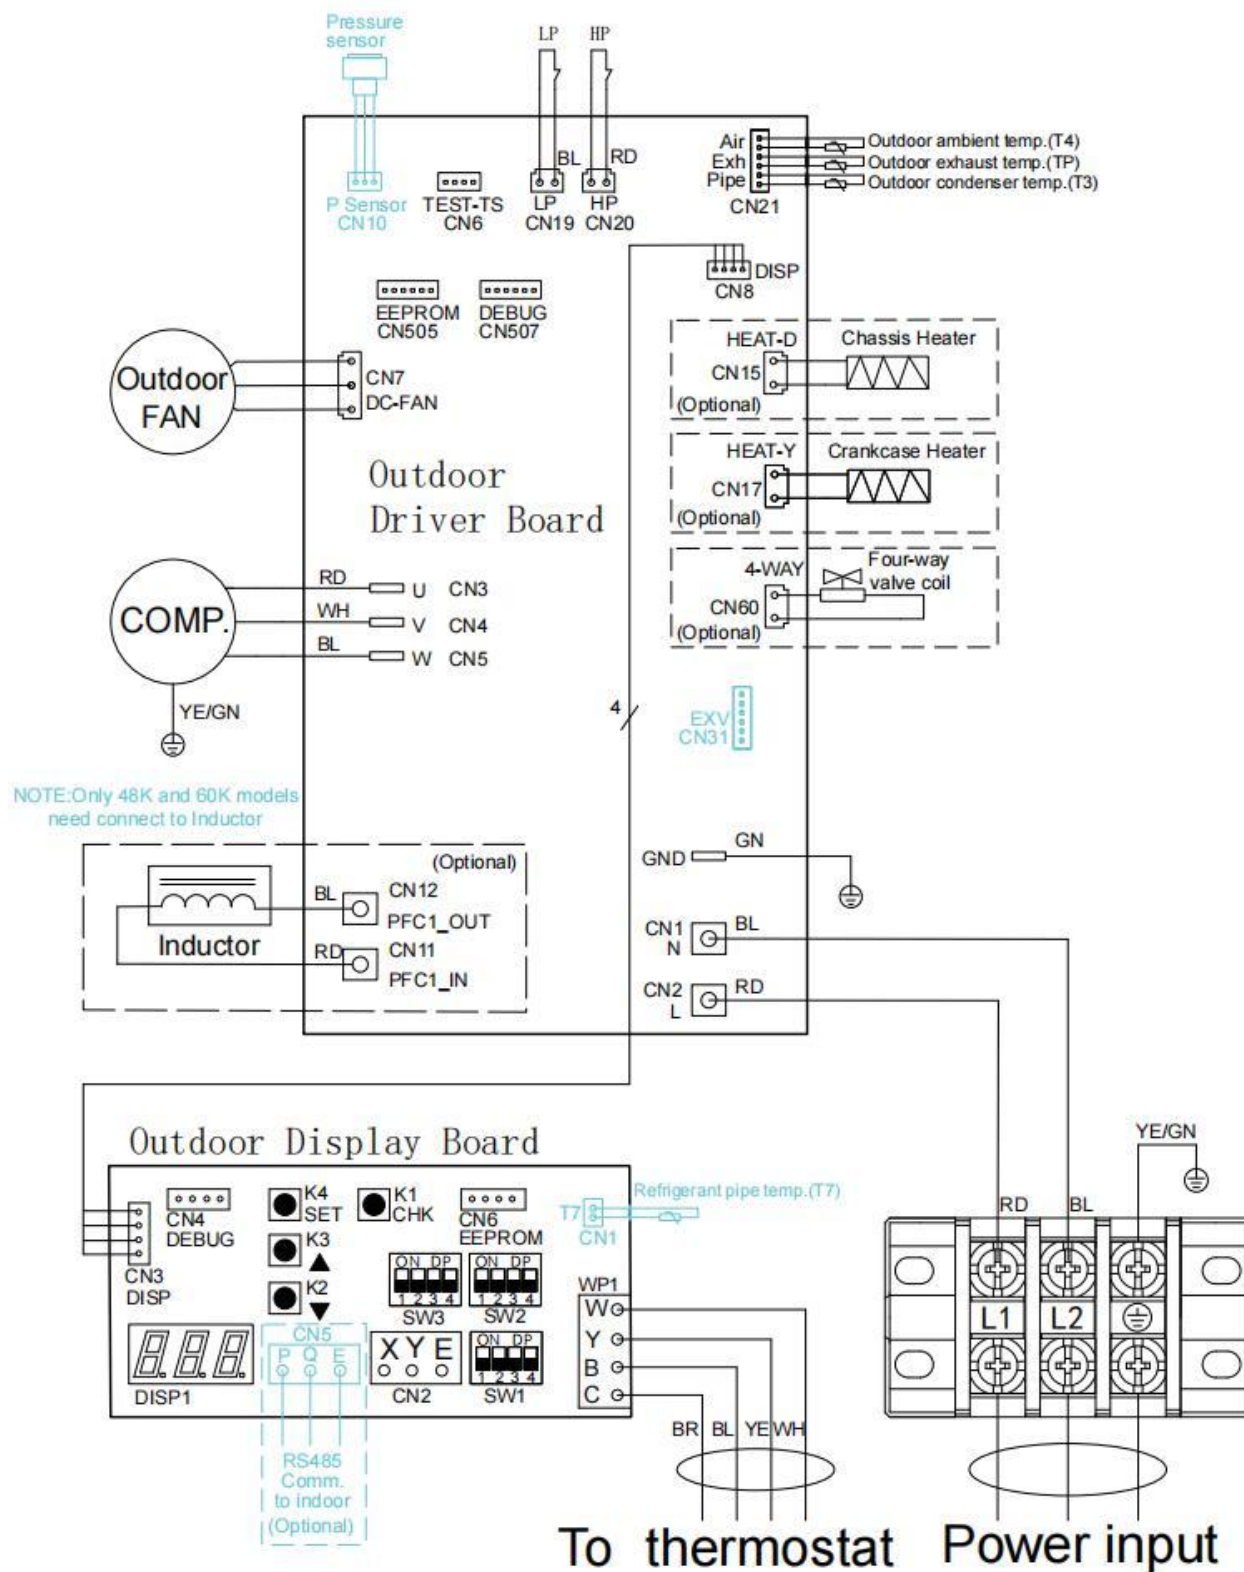 Pressure
sensor
LP
HP
BL
RD
P Sensor
CN10
TEST-TS
CN6
LP
CN19
HP
CN20
Air
Exh
Pipe
CN21
Outdoor ambient temp.(T4)
Outdoor exhaust temp.(TP)
Outdoor condenser temp.(T3)
DISP
CN8
EEPROM
CN505
DEBUG
CN507
Outdoor
FAN
CN7
DC-FAN
HEAT-D
Chassis Heater
CN15
(Optional)
HEAT-Y
Crankcase Heater
CN17
(Optional)
Outdoor
Driver Board
4-WAY
Four-way
valve coil
CN60
(Optional)
COMP.
RD
U CN3
WH
V CN4
BL
W CN5
YE/GN
4
EXV
CN31
NOTE:Only 48K and 60K models
need connect to Inductor
(Optional)
Inductor
BL
CN12
PFC1_OUT
RD
CN11
PFC1_IN
GND
GN
CN1
N
BL
CN2
L
RD
Outdoor Display Board
CN4
DEBUG
K4
SET
K1
CHK
CN6
EEPROM
T7
CN1
Refrigerant pipe temp.(T7)
K3
K2
CN3
DISP
ON DP
1 2 3 4
SW3
ON DP
1 2 3 4
SW2
WP1
W
Y
B
C
8.8.8.
DISP1
CN5
P Q E
X Y E
CN2
ON DP
1 2 3 4
SW1
RS485
Comm.
to indoor
(Optional)
BR BL YE WH
To thermostat
YE/GN
RD
BL
L1
L2
Power input